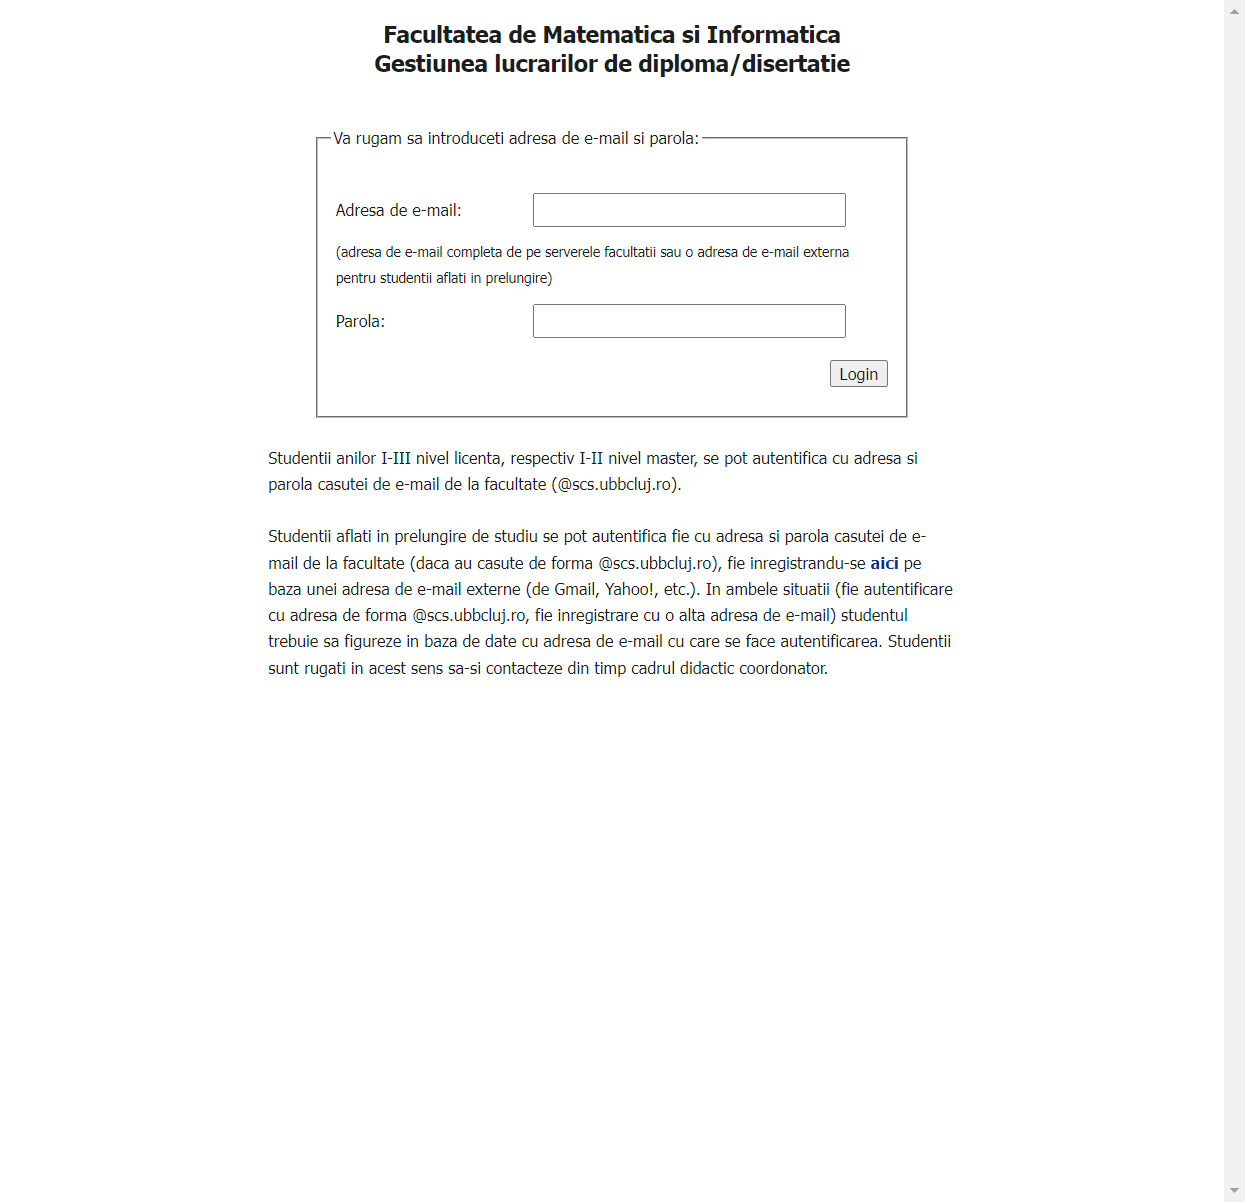 Facultatea de Matematica si Informatica
Gestiunea lucrarilor de diploma/disertatie
Va rugam sa introduceti adresa de e-mail si parola:
Adresa de e-mail:
(adresa de e-mail completa de pe serverele facultatii sau o adresa de e-mail externa
pentru studentii aflati in prelungire)
Parola:
Login
Studentii anilor I-III nivel licenta, respectiv I-II nivel master, se pot autentifica cu adresa si
parola casutei de e-mail de la facultate (@scs.ubbcluj.ro).
Studentii aflati in prelungire de studiu se pot autentifica fie cu adresa si parola casutei de e-
mail de la facultate (daca au casute de forma @scs.ubbcluj.ro), fie inregistrandu-se aici pe
baza unei adresa de e-mail externe (de Gmail, Yahoo!, etc.). In ambele situatii (fie autentificare
cu adresa de forma @scs.ubbcluj.ro, fie inregistrare cu o alta adresa de e-mail) studentul
trebuie sa figureze in baza de date cu adresa de e-mail cu care se face autentificarea. Studentii
sunt rugati in acest sens sa-si contacteze din timp cadrul didactic coordonator.